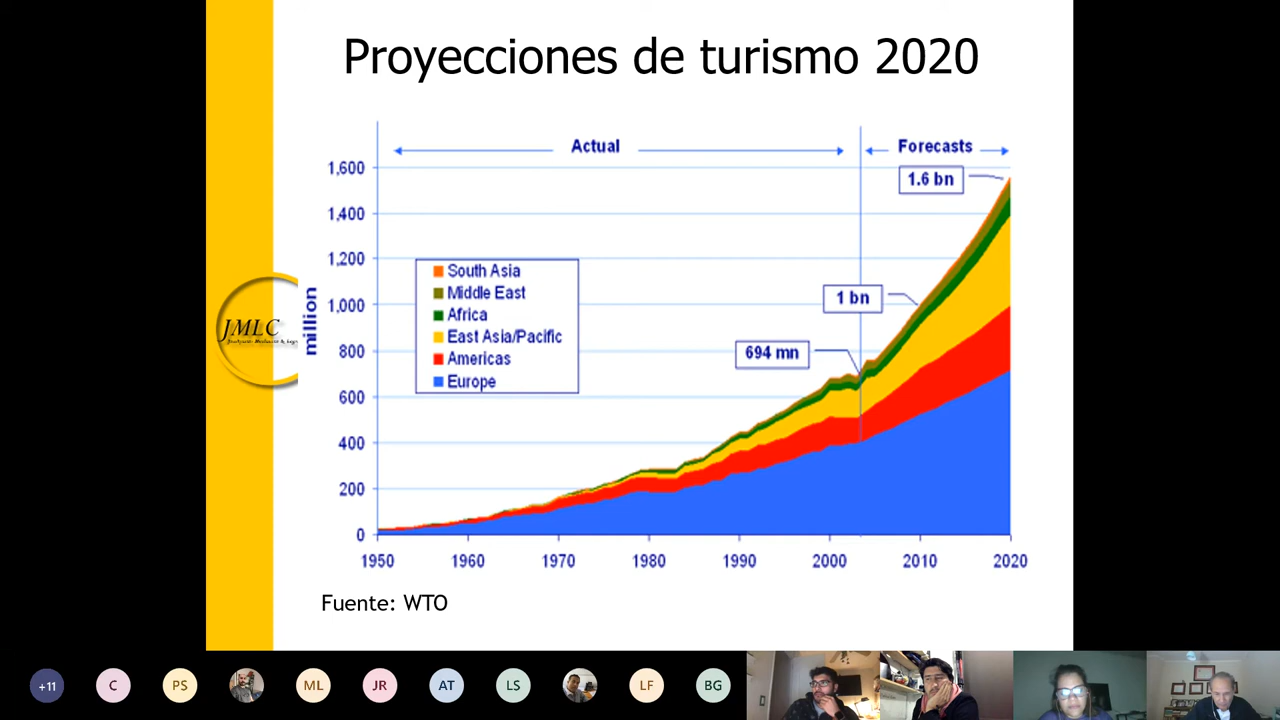 Proyecciones de turismo 2020
Actual
Forecasts
1.6 bn
1 bn
694 mn
1,600
1,400
1,200
1,000
800
600
400
200
0
million
South Asia
Middle East
Africa
East Asia/Pacific
Americas
Europe
1950 1960 1970 1980 1990 2000 2010 2020
JMLC
Fuente: WTO
+11 C PS ML JR AT LS LF BG